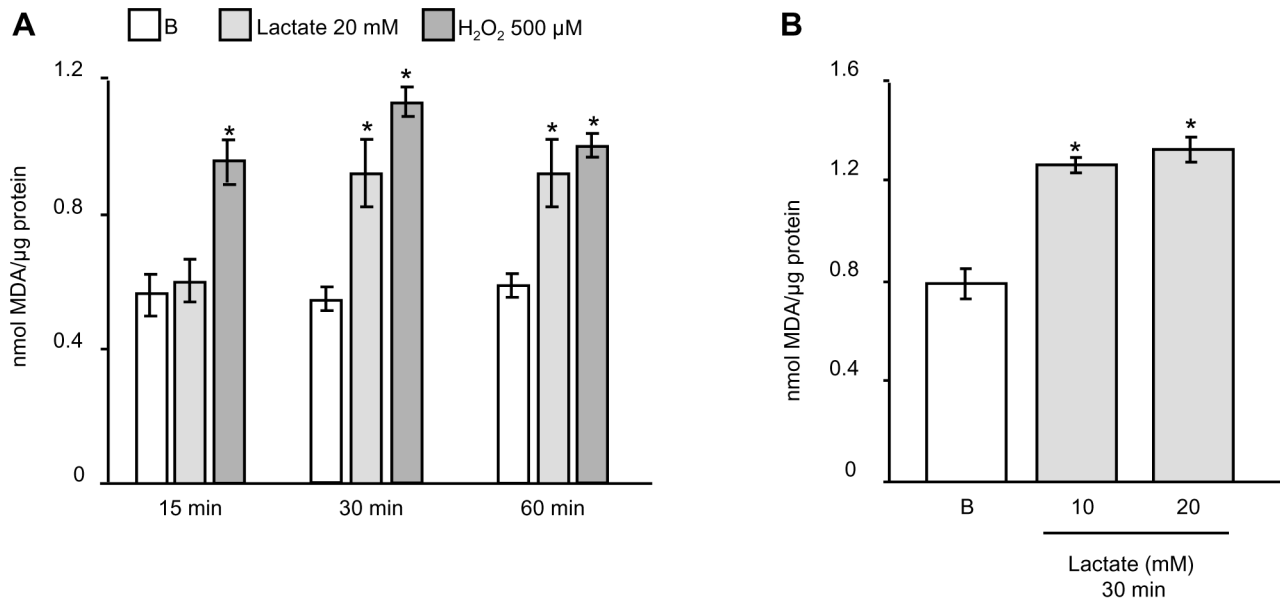 A
B
Lactate 20 mM
H₂O₂ 500 µM
nmol MDA/µg protein
1.2
0.8
0.4
0
*
*
*
*
*
15 min
30 min
60 min
B
nmol MDA/µg protein
1.6
1.2
0.8
0.4
0
*
*
B
10
20
Lactate (mM)
30 min